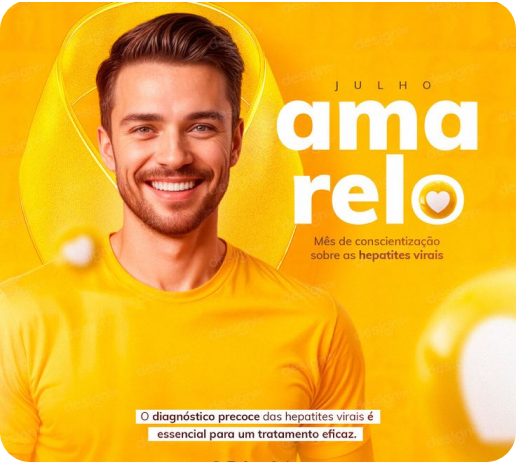 JULHO
ama
relo
Mês de conscientização
sobre as hepatites virais
O diagnóstico precoce das hepatites virais é
essencial para um tratamento eficaz.